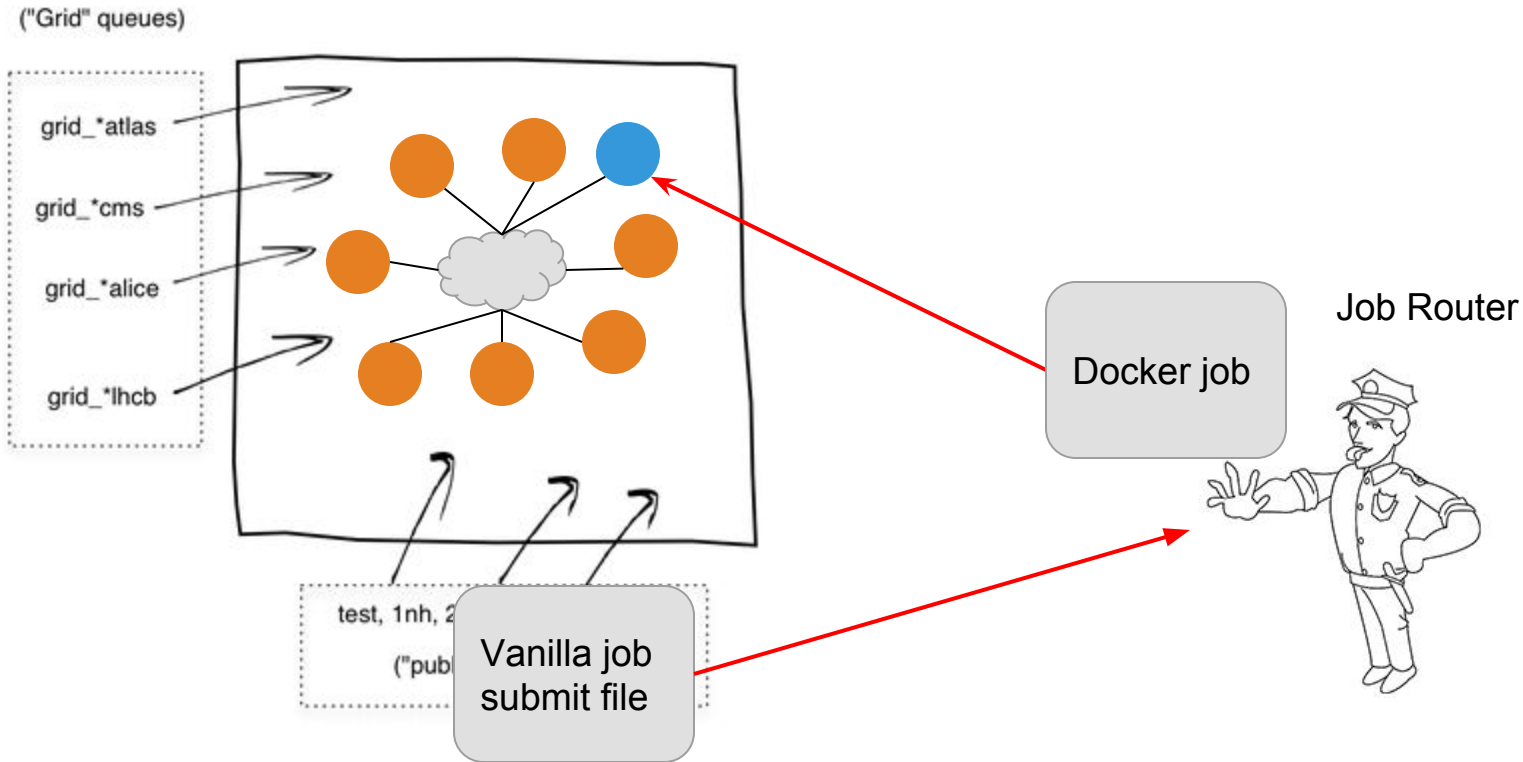 ("Grid" queues)
grid_*atlas
grid_*cms
grid_*alice
grid_*lhcb
Job Router
Docker job
test, 1nh, 2
("publ
Vanilla job
submit file